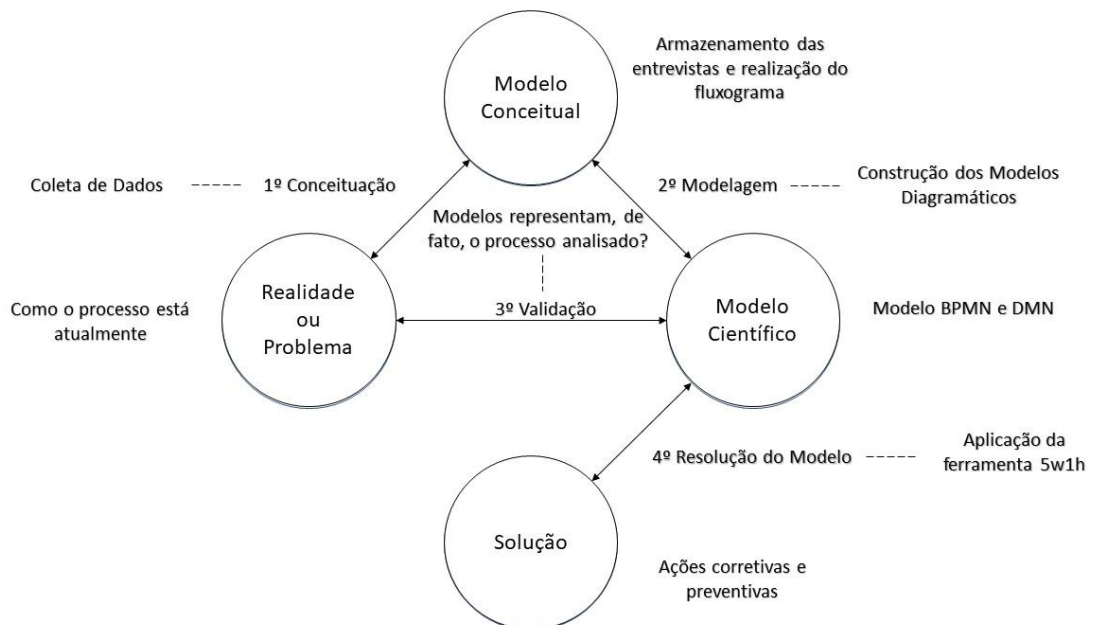 Modelo
Conceitual
Armazenamento das
entrevistas e realização do
fluxograma
Coleta de Dados
1º Conceituação
2º Modelagem
Construção dos Modelos
Diagramáticos
Modelos representam, de
fato, o processo analisado?
3º Validação
Como o processo está
atualmente
Realidade
ou
Problema
Modelo
Científico
Modelo BPMN e DMN
4º Resolução do Modelo
Aplicação da
ferramenta 5w1h
Solução
Ações corretivas e
preventivas